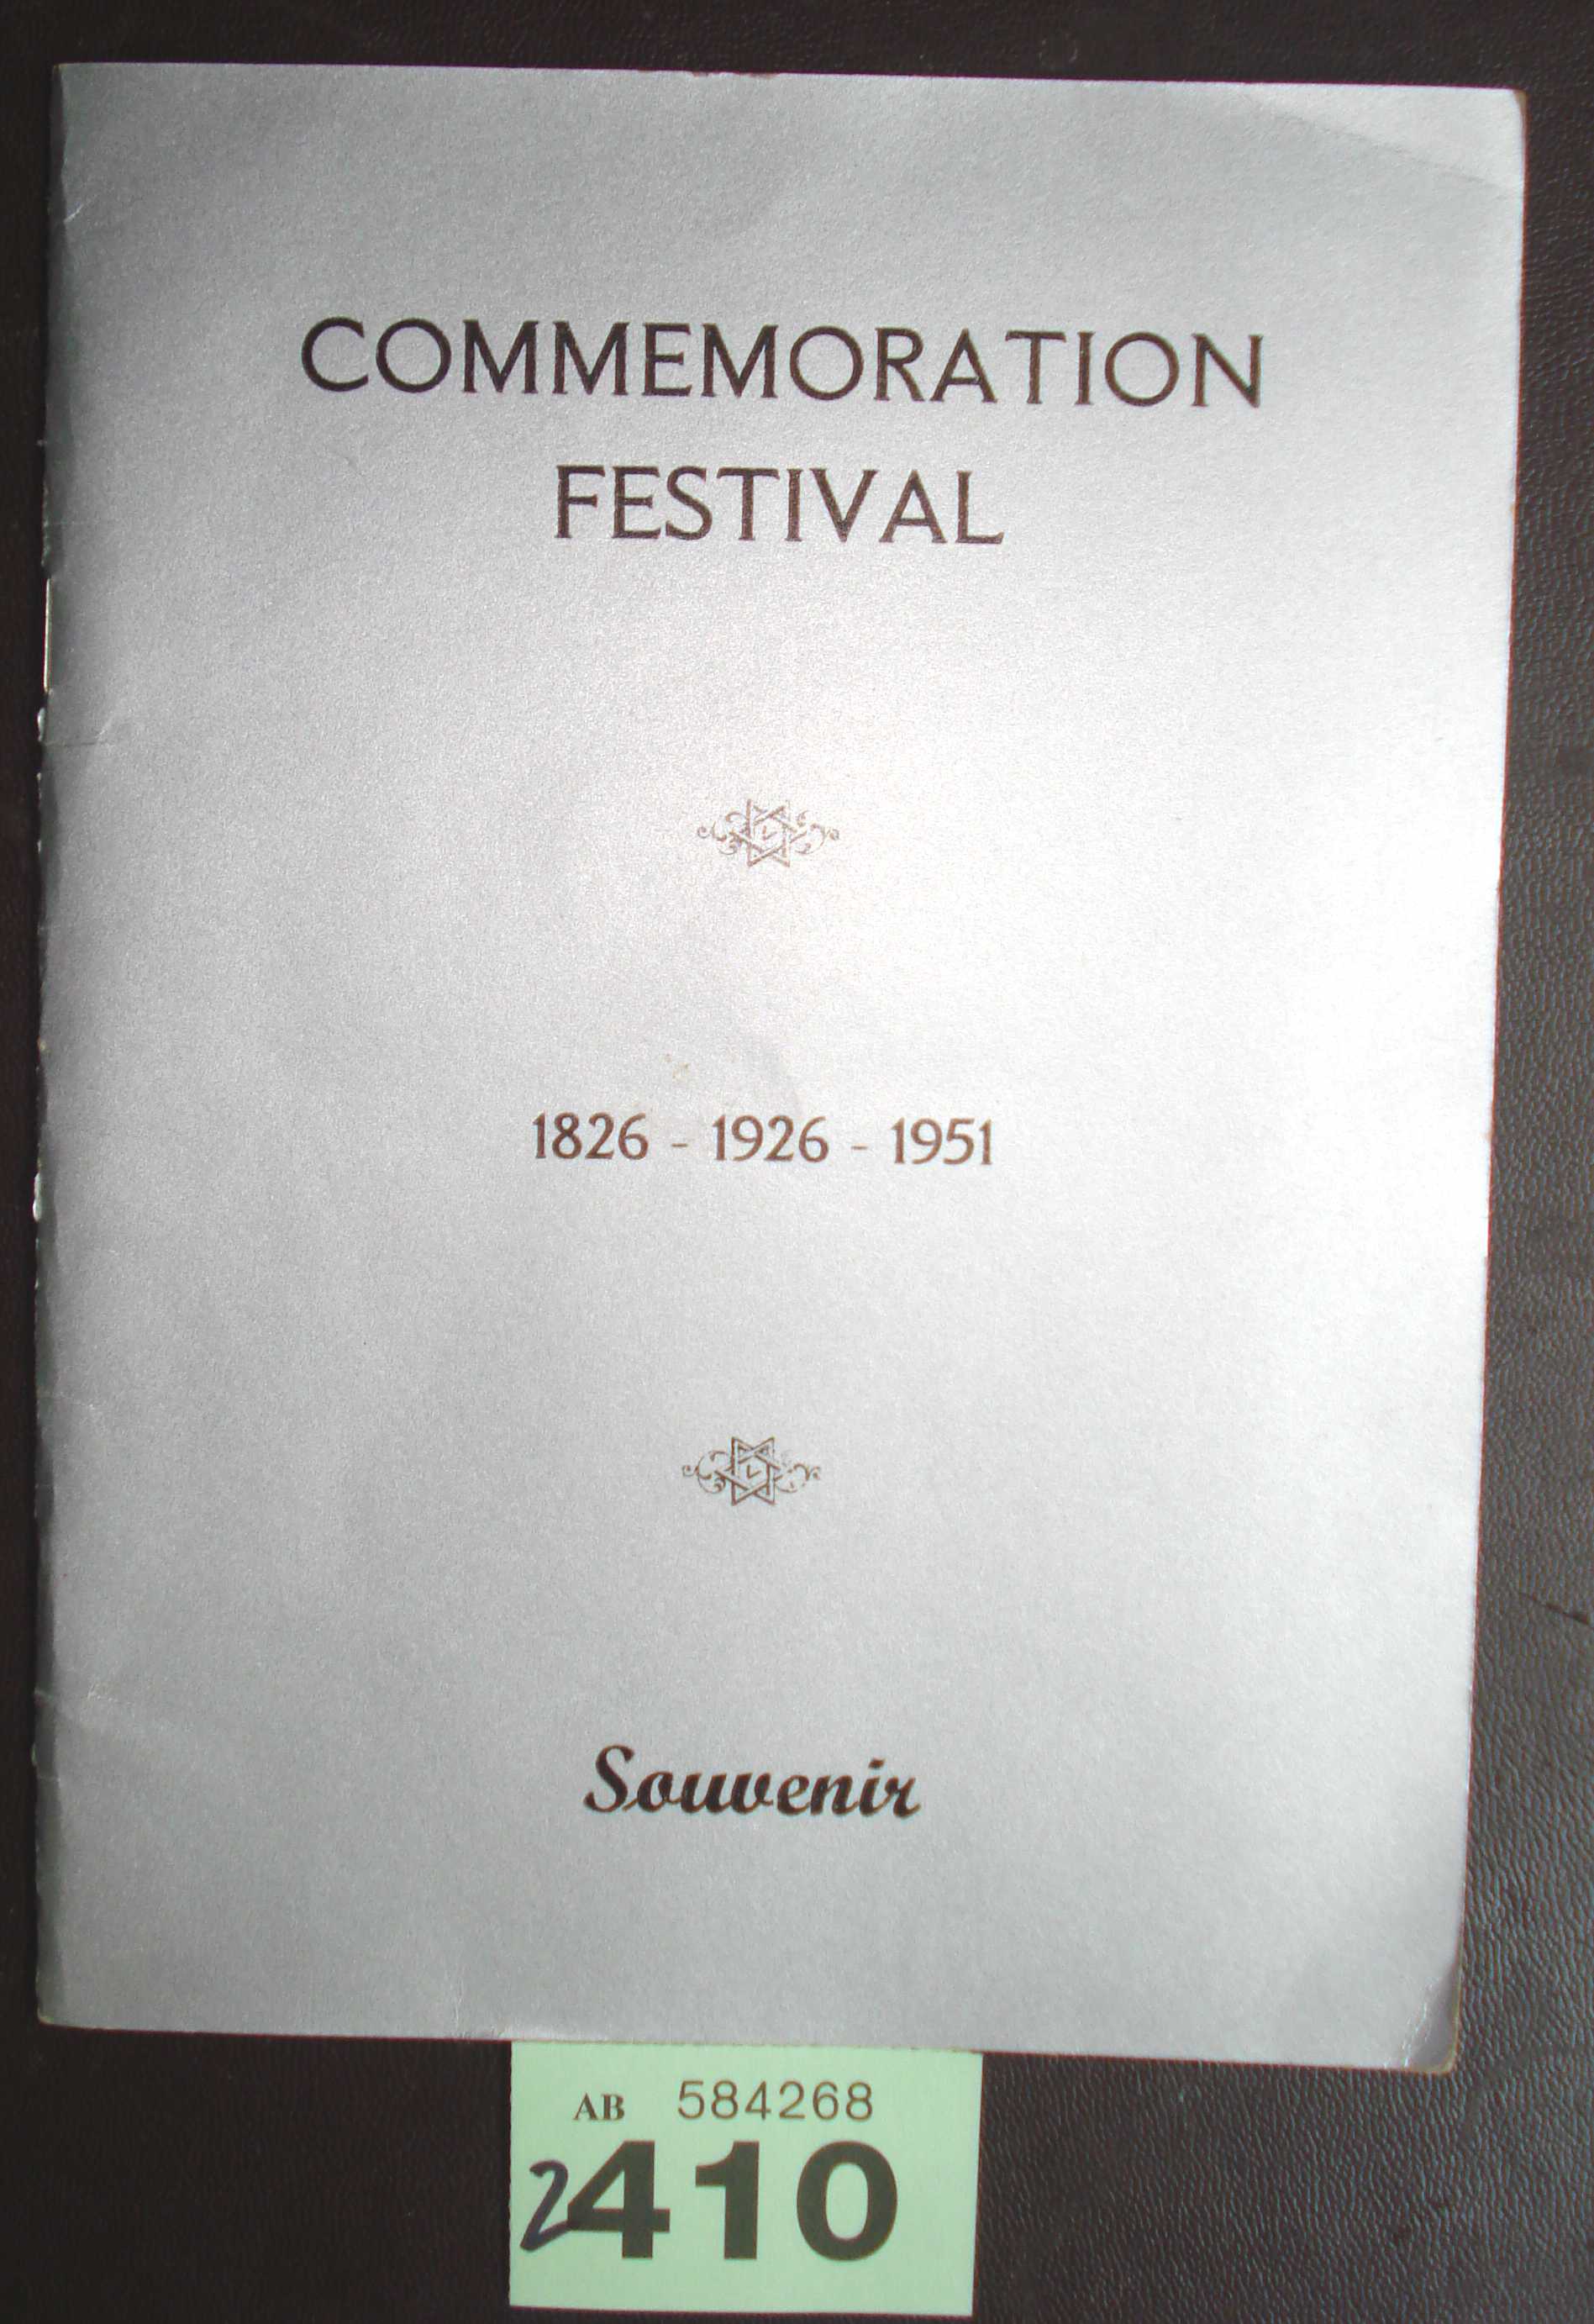 COMMEMORATION
FESTIVAL
1826 - 1926 - 1951
Souvenir
AB 584268
2410